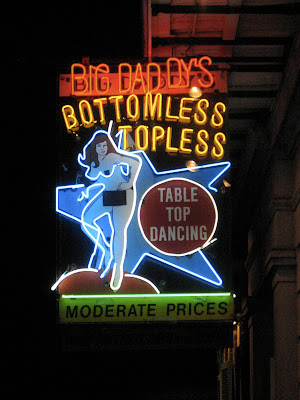 BIG DADDY'S
BOTTOMLESS
TOPLESS
TABLE
TOP
DANCING
MODERATE PRICES